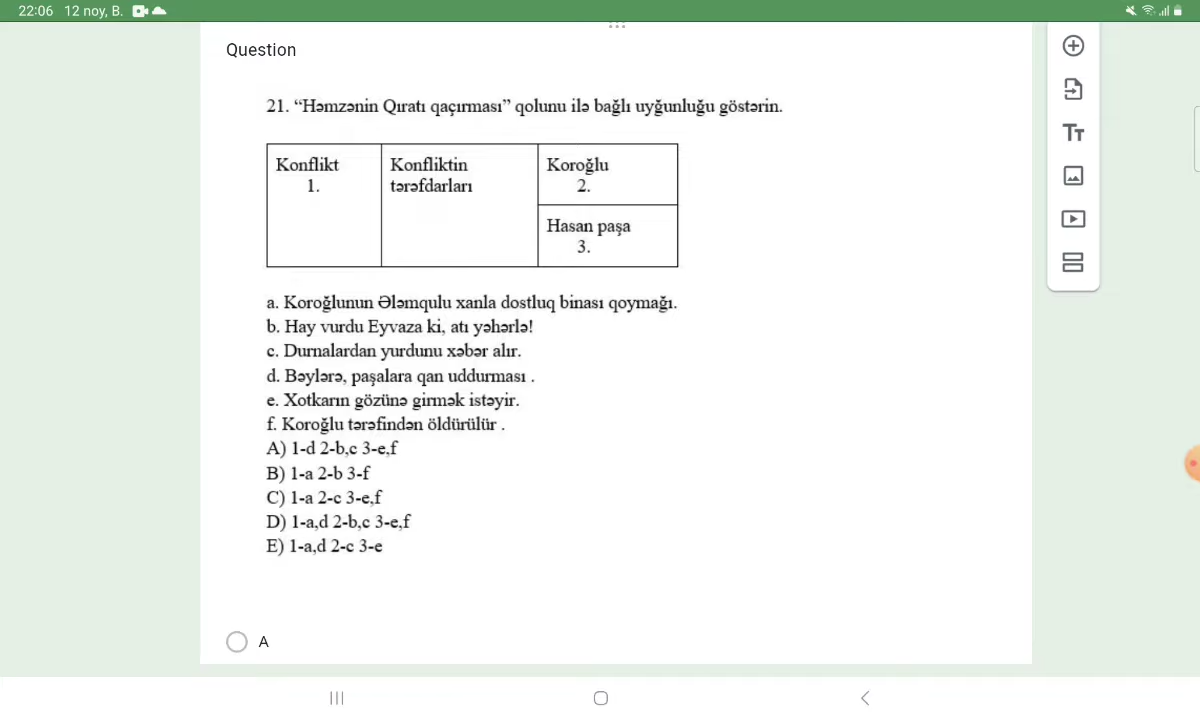 22:06 12 noy, B.
Question
21. “Həmzənin Qıratı qaçırması” qolunu ilə bağlı uyğunluğu göstərin.
Konflikt
1.
Konfliktin
tərəfdarları
Koroğlu
2.
Hasan paşa
3.
a. Koroğlunun Ələmqulu xanla dostluq binası qoymağı.
b. Hay vurdu Eyvaza ki, atı yəhərlə!
c. Durnalardan yurdunu xəbər alır.
d. Bəylərə, paşalara qan uddurması .
e. Xotkarın gözünə girmək istəyir.
f. Koroğlu tərəfindən öldürülür .
A) 1-d 2-b,c 3-e,f
B) 1-a 2-b 3-f
C) 1-a 2-c 3-e,f
D) 1-a,d 2-b,c 3-e,f
E) 1-a,d 2-c 3-e
A
Tт